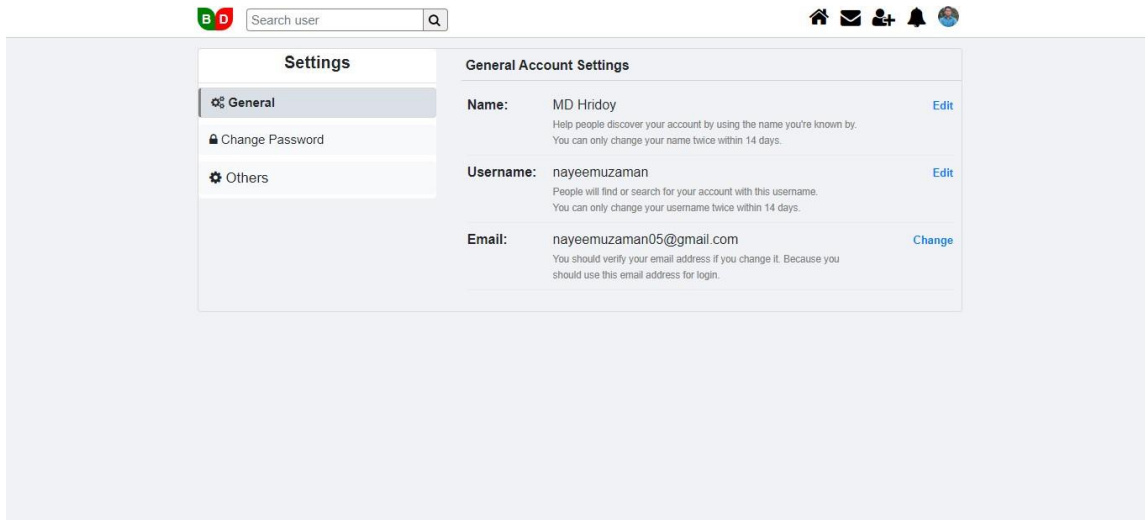 BD
Search user
Settings
General
Change Password
Others
General Account Settings
Name: MD Hridoy Edit
Help people discover your account by using the name you're known by.
You can only change your name twice within 14 days.
Username: nayeemuzaman Edit
People will find or search for your account with this username.
You can only change your username twice within 14 days.
Email: nayeemuzaman05@gmail.com Change
You should verify your email address if you change it. Because you
should use this email address for login.